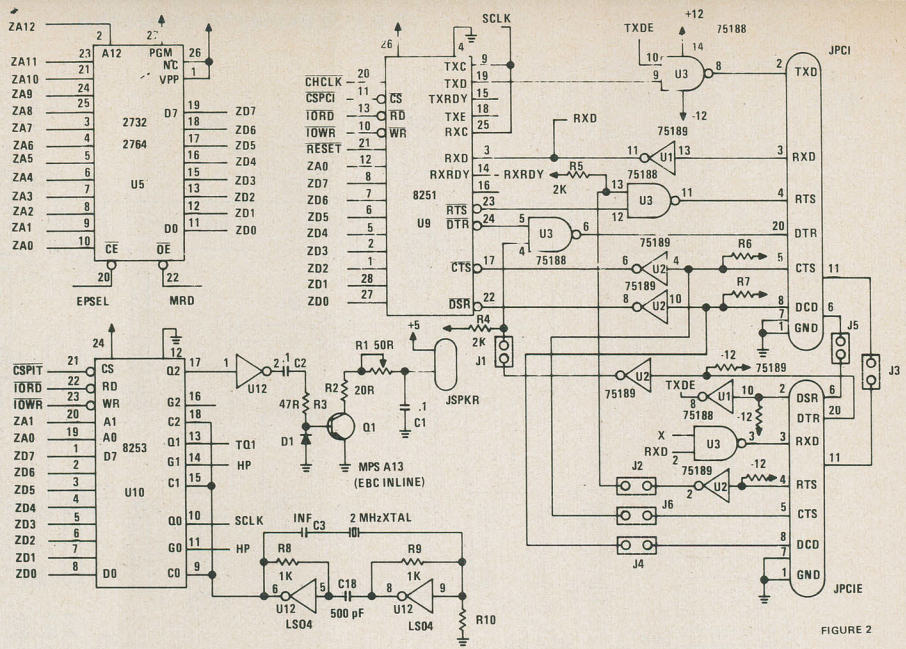 ZA12
2
27
A12
PGM
NC
VPP
26
1
ZA11 23
ZA10 21
ZA9 24
ZA8 25
ZA7 3
ZA6 4
ZA5 5
ZA4 6
ZA3 7
ZA2 8
ZA1 9
ZA0 10
2732
2764
U5
D7 19 ZD7
18 ZD6
17 ZD5
16 ZD4
15 ZD3
13 ZD2
12 ZD1
D0 11 ZD0
CE
OE
20
22
EPSEL
MRD
26
4
SCLK
CHCLK 20
CSPCI 11 CS
IORD 13 RD
IOWR 10 WR
RESET 21
ZA0 12
ZD7 8
ZD6 7
ZD5 6
ZD4 5
ZD3 2
ZD2 1
ZD1 28
ZD0 27
8251
U9
TXC 9
TXD 19
TXRDY 15
TXE 18
RXC 25
RXD 3
RXRDY 14 RXRDY
16
RTS 23
DTR 24
CTS 17
DSR 22
+12
75188
TXDE
10
14
9
U3
8
-12
RXD
75189
11 U1 13
75188
R5
2K
13
12
U3
11
5
4
U3
6
75188
75189
6 U2 4
R6
75189
8 U2 10
R7
R4
2K
J1
JPCI
2 TXD
3 RXD
4 RTS
20 DTR
5 CTS
8 DCD
7
1 GND
11
6
J5
J3
-12
75189
U2
75189
TXDE
8
U1
10
75188
-12
X
RXD
2
U3
3
75189
2
U2
-12
J2
J6
J4
2 DSR 6
DTR 20
3 RXD
11
4 RTS
5 CTS
8 DCD
7
1 GND
JPCIE
24
12
CSPIT 21 CS
IORD 22 RD
IOWR 23 WR
ZA1 20 A1
ZA0 19 A0
ZD7 1 D7
ZD6 2
ZD5 3
ZD4 4
ZD3 5
ZD2 6
ZD1 7
ZD0 8 D0
8253
U10
Q2 17
G2 16
C2 18
Q1 13 TQ1
G1 14 HP
C1 15
Q0 10 SCLK
G0 11 HP
C0 9
1
U12
2
.1
C2
47R R3
D1
Q1
R2
20R
R1 50R
.1
C1
+5
JSPKR
MPS A13
(EBC INLINE)
INF C3
2 MHzXTAL
R8
1K
6
U12
5
LS04
C18
500 pF
R9
1K
8
U12
9
LS04
R10
FIGURE 2